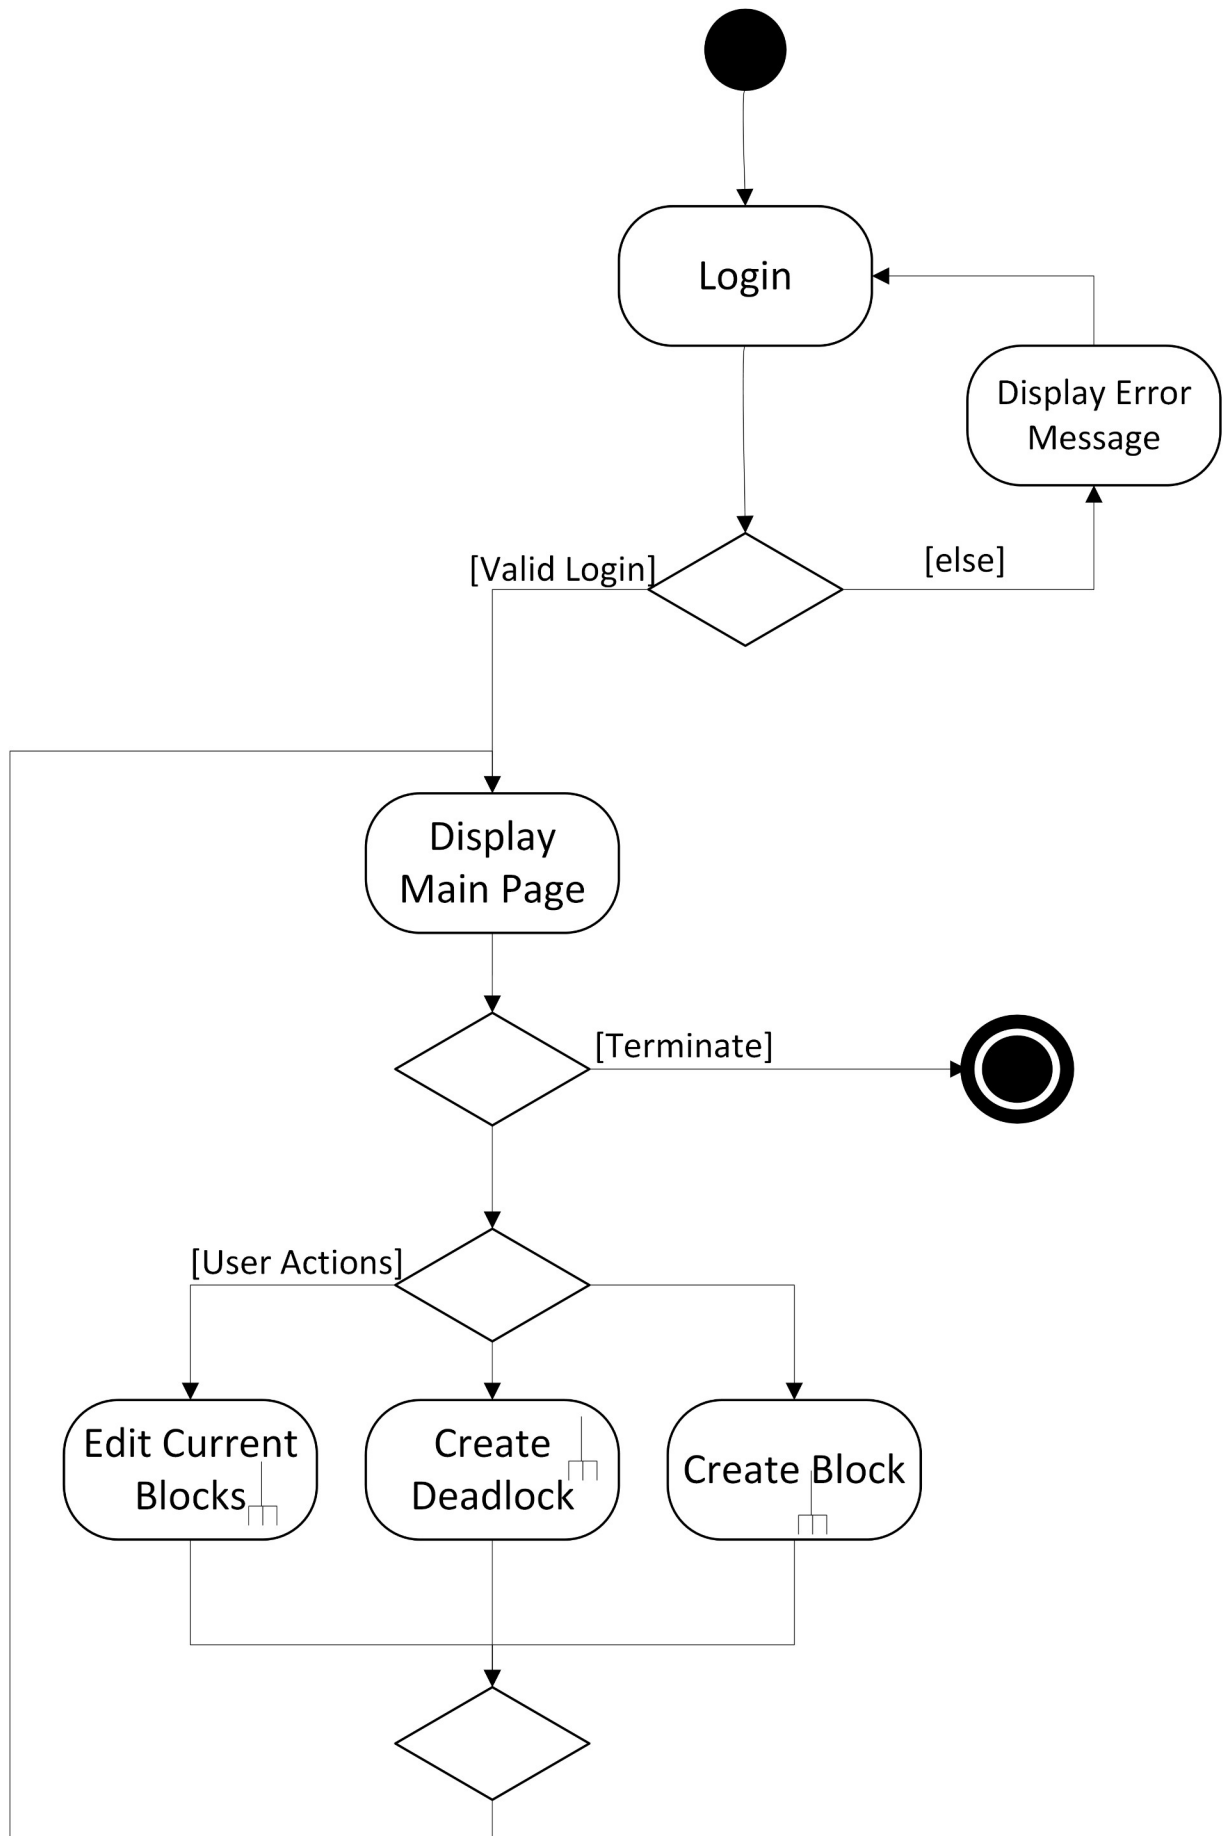 Login
Display Error
Message
[Valid Login]
[else]
Display
Main Page
[Terminate]
[User Actions]
Edit Current
Blocks
Create
Deadlock
Create Block